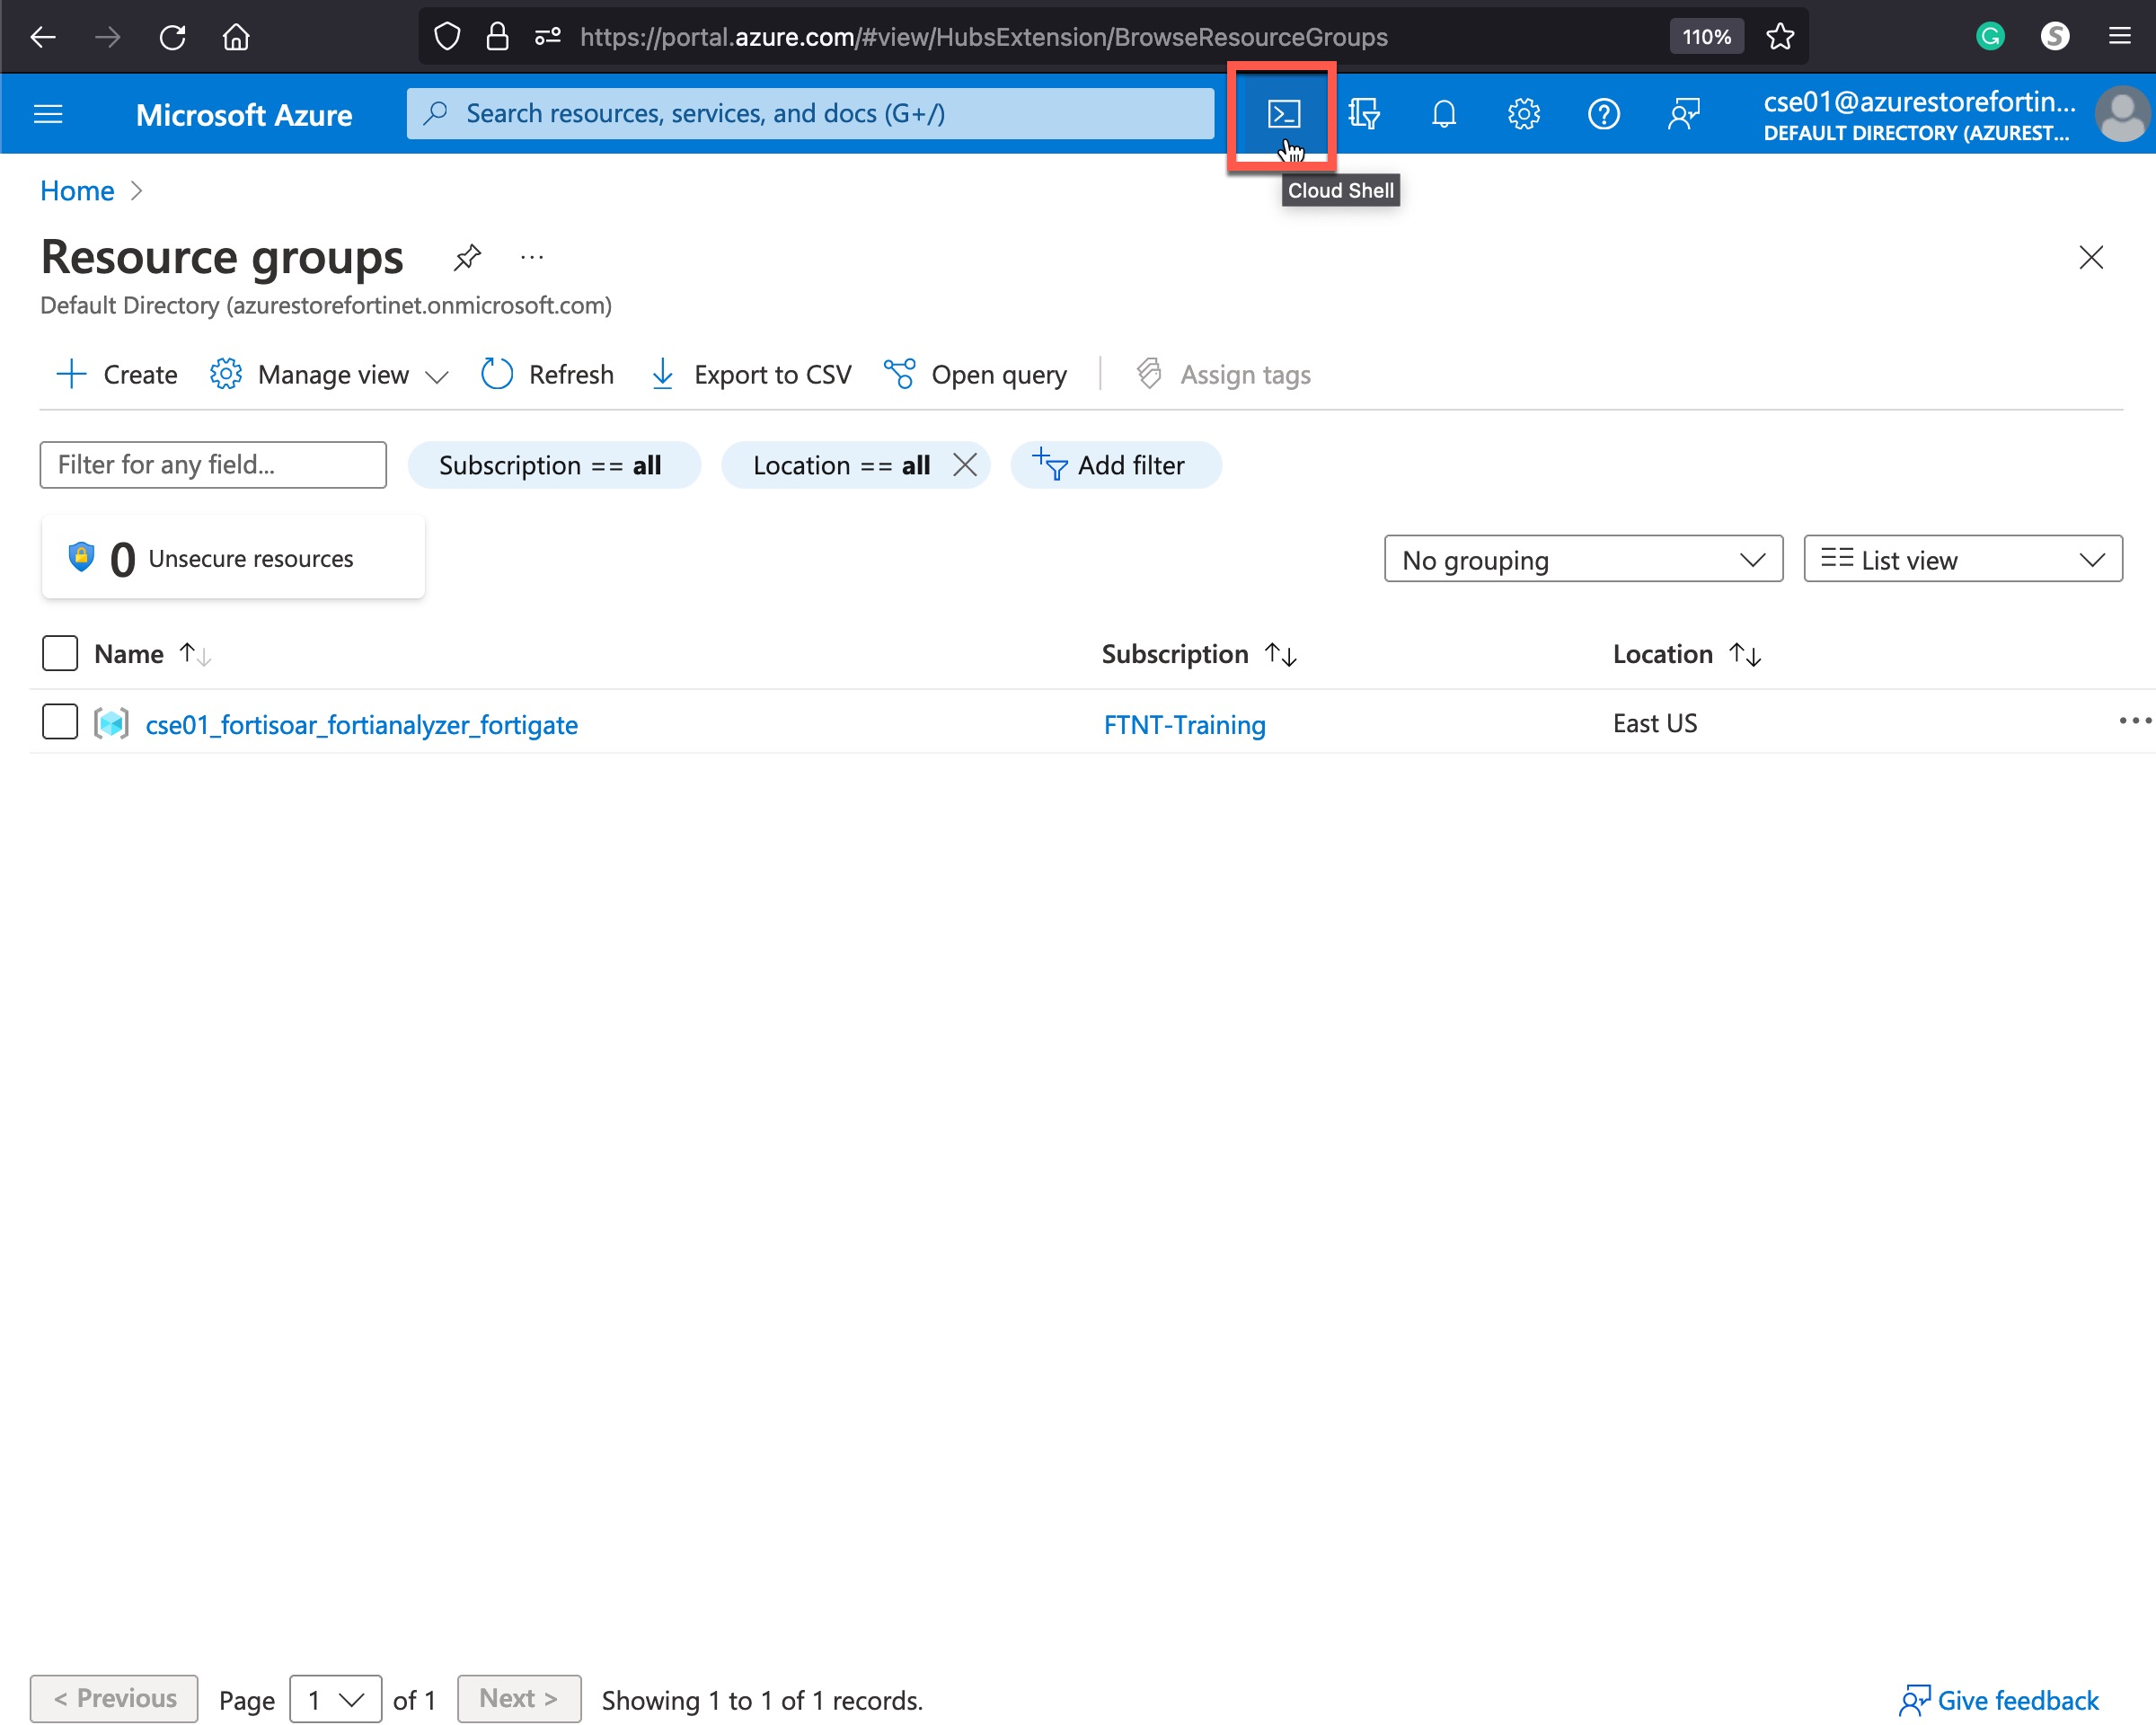 https://portal.azure.com/#view/HubsExtension/BrowseResourceGroups 110% G S
Microsoft Azure Search resources, services, and docs (G+/) cse01@azurestorefortin...
DEFAULT DIRECTORY (AZUREST...
Cloud Shell
Home
Resource groups ...
Default Directory (azurestorefortinet.onmicrosoft.com)
Create Manage view Refresh Export to CSV Open query Assign tags
Filter for any field... Subscription == all Location == all Add filter
0 Unsecure resources No grouping List view
Name Subscription Location
cse01_fortisoar_fortianalyzer_fortigate FTNT-Training East US
< Previous Page 1 of 1 Next > Showing 1 to 1 of 1 records. Give feedback